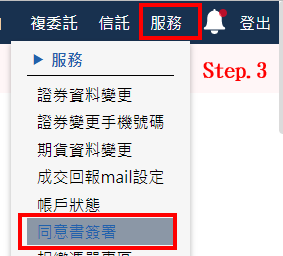 複委託 信託 服務 登出
▶ 服務
Step.3
證券資料變更
證券變更手機號碼
期貨資料變更
成交回報mail設定
帳戶狀態
同意書簽署